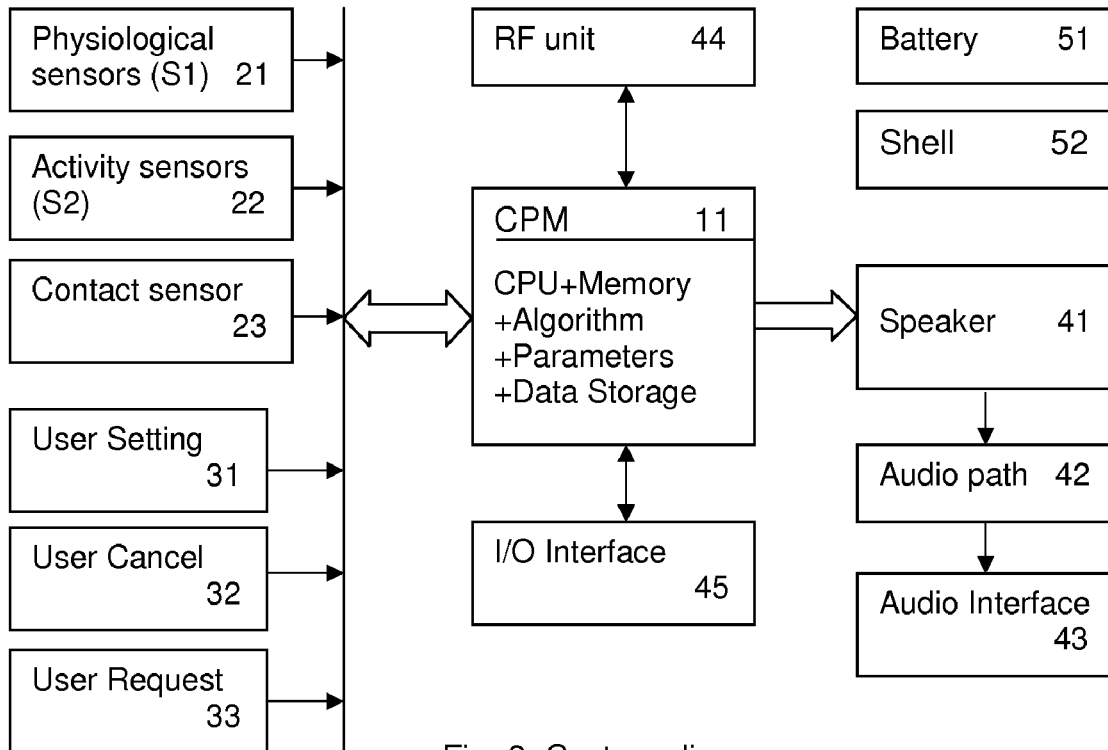 Physiological
sensors (S1) 21
Activity sensors
(S2) 22
Contact sensor
23
User Setting
31
User Cancel
32
User Request
33
RF unit 44
CPM 11
CPU+Memory
+Algorithm
+Parameters
+Data Storage
I/O Interface
45
Battery 51
Shell 52
Speaker 41
Audio path 42
Audio Interface
43